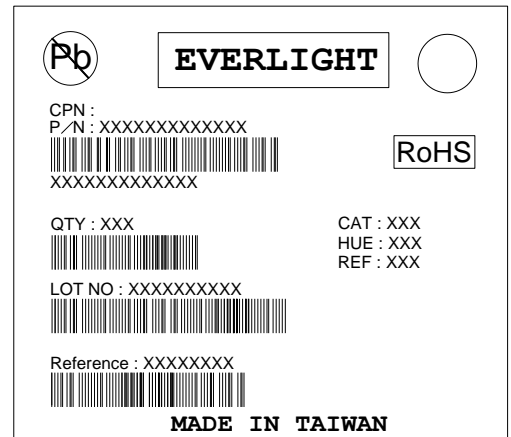 Pb
EVERLIGHT
CPN :
P/N : XXXXXXXXXXXXX
RoHS
XXXXXXXXXXXXX
QTY : XXX
CAT : XXX
HUE : XXX
REF : XXX
LOT NO : XXXXXXXXXX
Reference : XXXXXXXX
MADE IN TAIWAN